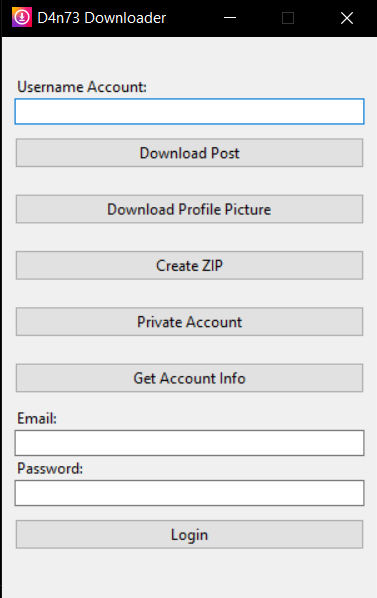 D4n73 Downloader
Username Account:
Download Post
Download Profile Picture
Create ZIP
Private Account
Get Account Info
Email:
Password:
Login